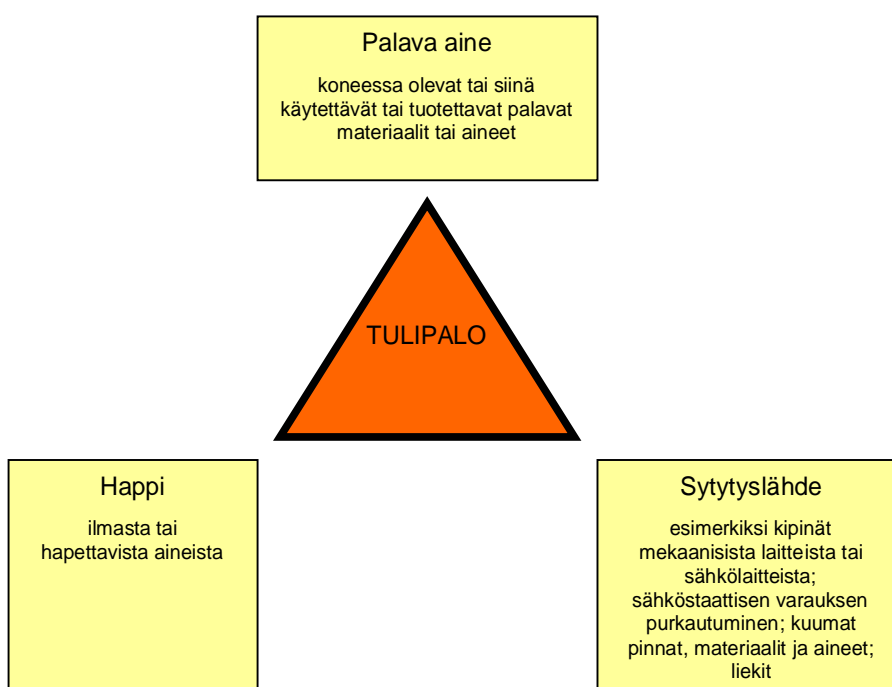 Palava aine
koneessa olevat tai siinä
käytettävät tai tuotettavat palavat
materiaalit tai aineet
TULIPALO
Happi
ilmasta tai
hapettavista aineista
Sytytyslähde
esimerkiksi kipinät
mekaanisista laitteista tai
sähkölaitteista;
sähköstaattisen varauksen
purkautuminen; kuumat
pinnat, materiaalit ja aineet;
liekit